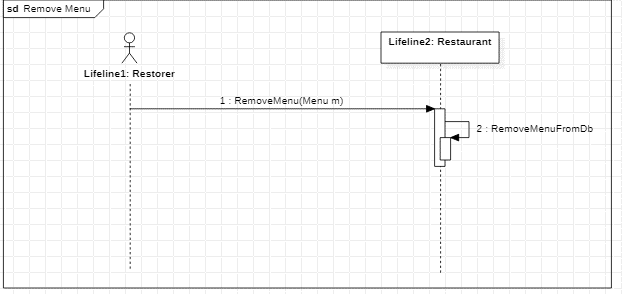 sd Remove Menu
Lifeline1: Restorer
Lifeline2: Restaurant
1 : RemoveMenu(Menu m)
2 : RemoveMenuFromDb